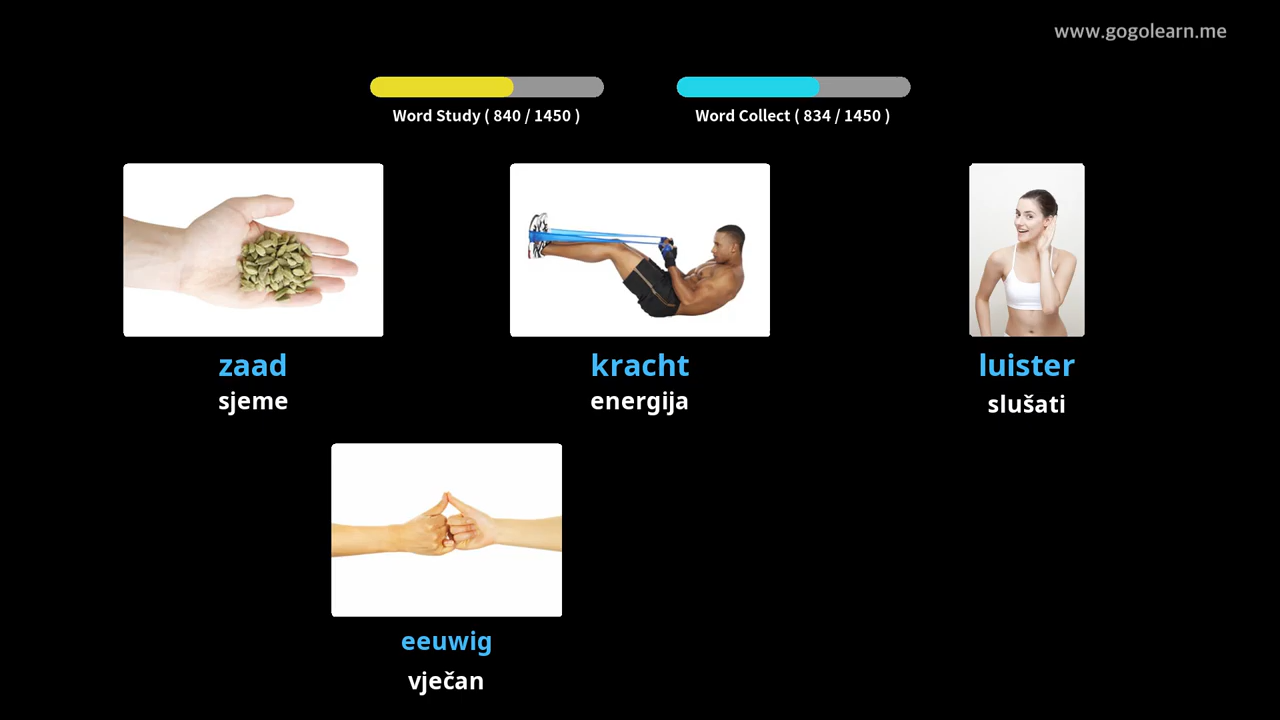 www.gogolearn.me
Word Study ( 840 / 1450 )
Word Collect ( 834 / 1450 )
zaad
sjeme
kracht
energija
luister
slušati
eeuwig
vječan